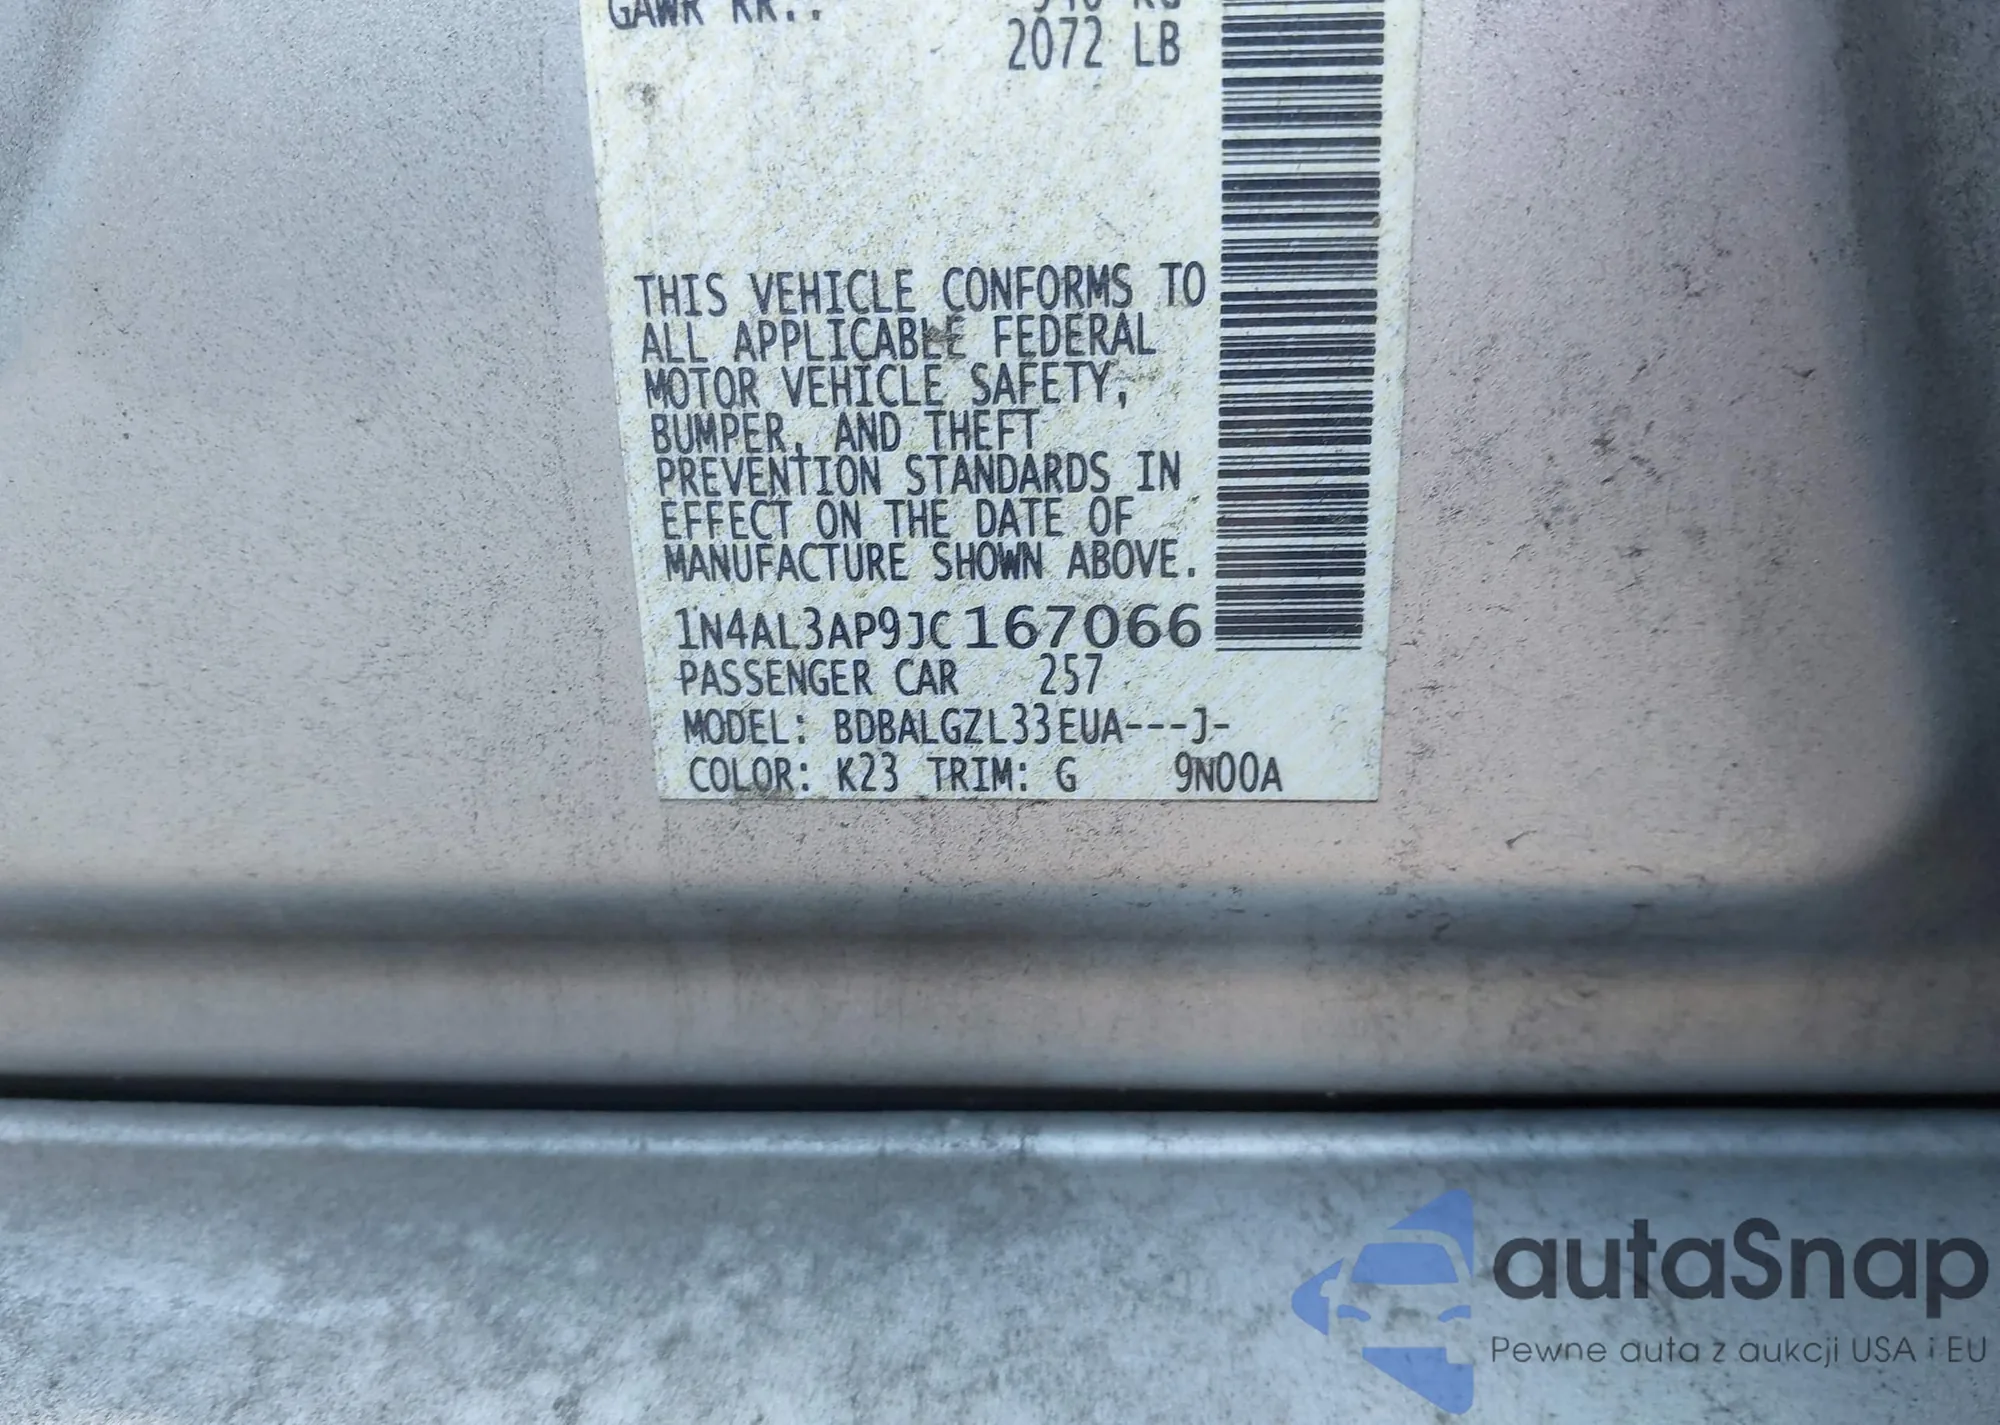 GAWR RR.:
940 KG
2072 LB
THIS VEHICLE CONFORMS TO
ALL APPLICABLE FEDERAL
MOTOR VEHICLE SAFETY,
BUMPER, AND THEFT
PREVENTION STANDARDS IN
EFFECT ON THE DATE OF
MANUFACTURE SHOWN ABOVE.
1N4AL3AP9JC167066
PASSENGER CAR 257
MODEL: BDBALGZL33EUA---J-
COLOR: K23 TRIM: G 9N00A
autaSnap
Pewne auta z aukcji USA i EU